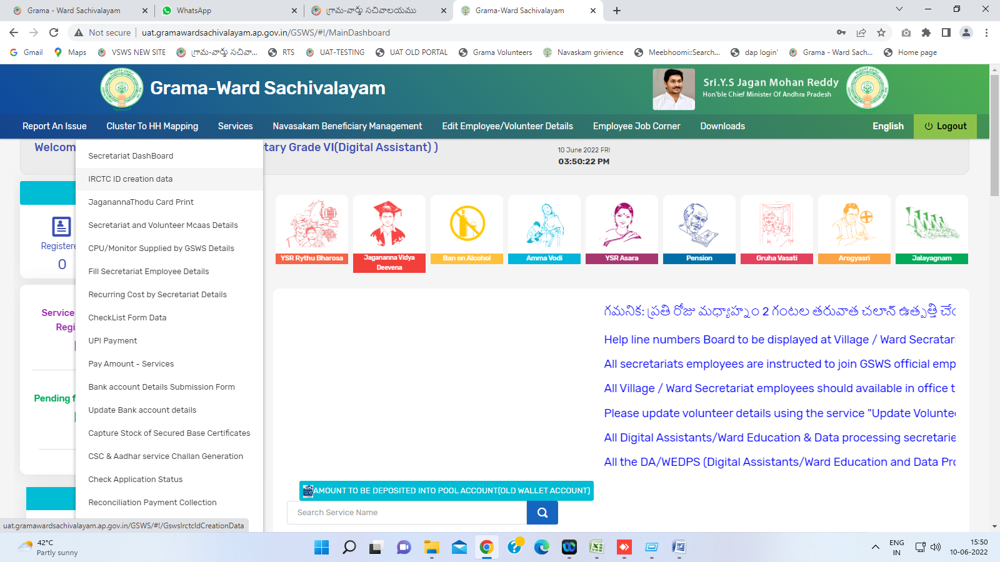 Grama - Ward Sachivalayam
WhatsApp
గ్రామ-వార్డు సచివాలయము
Grama-Ward Sachivalayam
Not secure
uat.gramawardsachivalayam.ap.gov.in/GSWS/#!/MainDashboard
Gmail
Maps
VSWS NEW SITE
గ్రామ-వార్డు సచివా...
RTS
UAT-TESTING
UAT OLD PORTAL
Grama Volunteers
Navaskam grivience
Meebhoomi::Search...
dap login'
Grama - Ward Sach...
Home page
Grama-Ward Sachivalayam
Sri.Y.S Jagan Mohan Reddy
Hon'ble Chief Minister Of Andhra Pradesh
Report An Issue
Cluster To HH Mapping
Services
Navasakam Beneficiary Management
Edit Employee/Volunteer Details
Employee Job Corner
Downloads
English
Logout
Welcom
tary Grade VI(Digital Assistant) )
10 June 2022 FRI
03:50:22 PM
Secretariat DashBoard
IRCTC ID creation data
JaganannaThodu Card Print
Secretariat and Volunteer Mcaas Details
CPU/Monitor Supplied by GSWS Details
Fill Secretariat Employee Details
Recurring Cost by Secretariat Details
CheckList Form Data
UPI Payment
Pay Amount - Services
Bank account Details Submission Form
Update Bank account details
Capture Stock of Secured Base Certificates
CSC & Aadhar service Challan Generation
Check Application Status
Reconciliation Payment Collection
Registere
0
Service
Regi
Pending f
YSR Rythu Bharosa
Jagananna Vidya
Deevena
Ban on Alcohol
Amma Vodi
YSR Asara
Pension
Gruha Vasati
Arogyasri
Jalayagnam
గమనిక: ప్రతి రోజు మధ్యాహ్నం 2 గంటల తరువాత చలాన్ ఉత్పత్తి చే
Help line numbers Board to be displayed at Village / Ward Secratari
All secretariats employees are instructed to join GSWS official emp
All Village / Ward Secretariat employees should available in office t
Please update volunteer details using the service "Update Volunte
All Digital Assistants/Ward Education & Data processing secretarie
All the DA/WEDPS (Digital Assistants/Ward Education and Data Pro
AMOUNT TO BE DEPOSITED INTO POOL ACCOUNT(OLD WALLET ACCOUNT)
Search Service Name
uat.gramawardsachivalayam.ap.gov.in/GSWS/#!/GswsIrctcIdCreationData
42°C
Partly sunny
ENG
IN
15:50
10-06-2022